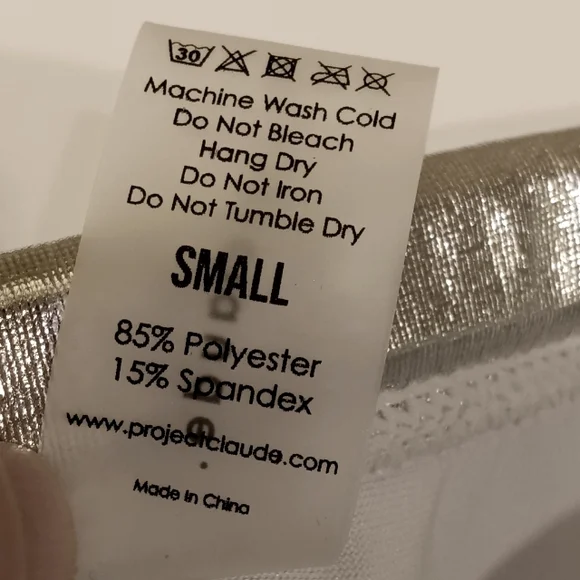 30
Machine Wash Cold
Do Not Bleach
Hang Dry
Do Not Iron
Do Not Tumble Dry
SMALL
85% Polyester
15% Spandex
www.projectclaude.com
Made in China